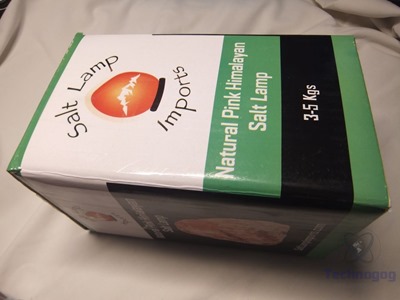 Salt Lamp
Imports
Natural Pink Himalayan
Salt Lamp
3-5 Kgs
Technogog